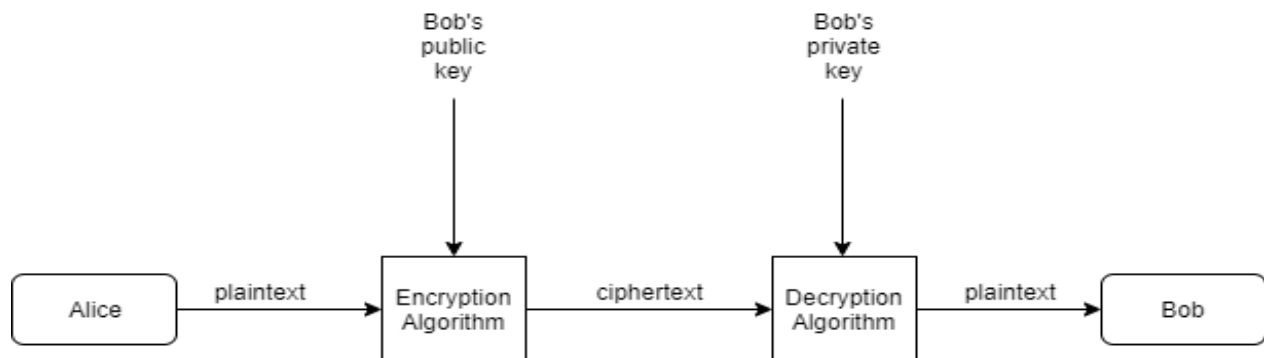 Bob's
public
key
Bob's
private
key
Alice
plaintext
Encryption
Algorithm
ciphertext
Decryption
Algorithm
plaintext
Bob